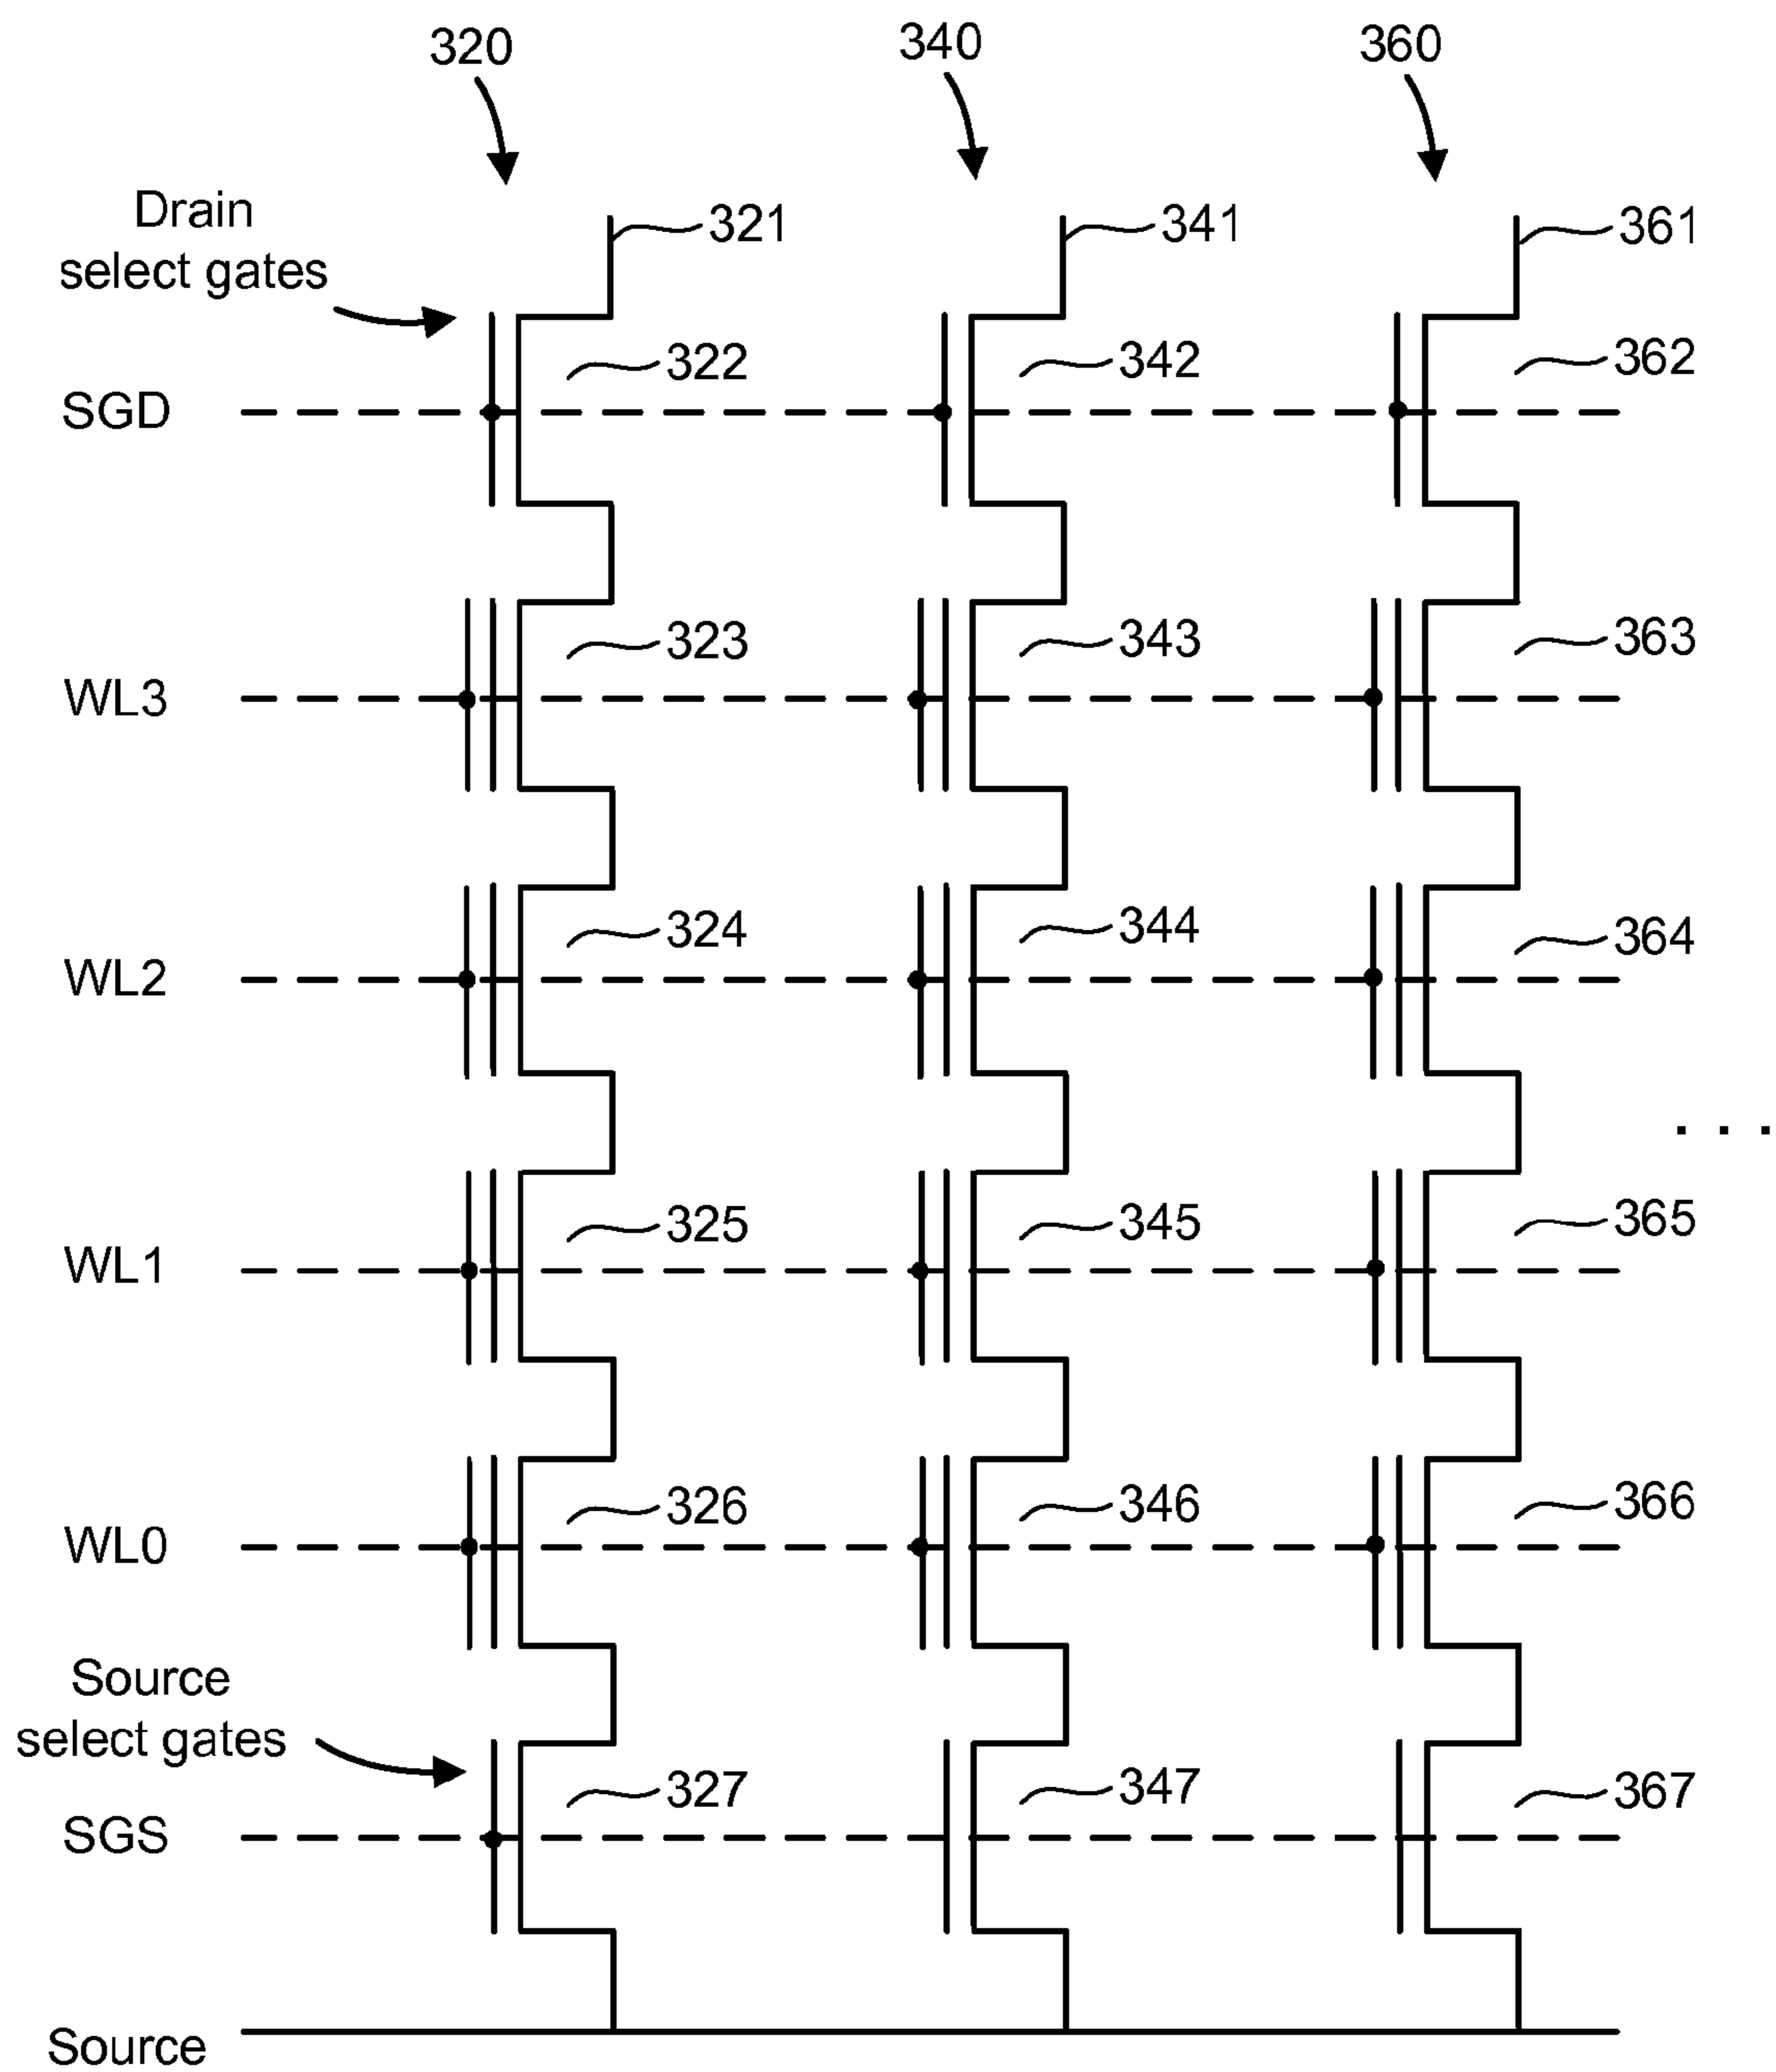 320 340 360
Drain
select gates
321 341 361
322 342 362
SGD
323 343 363
WL3
324 344 364
WL2
. . .
325 345 365
WL1
326 346 366
WL0
Source
select gates
327 347 367
SGS
Source